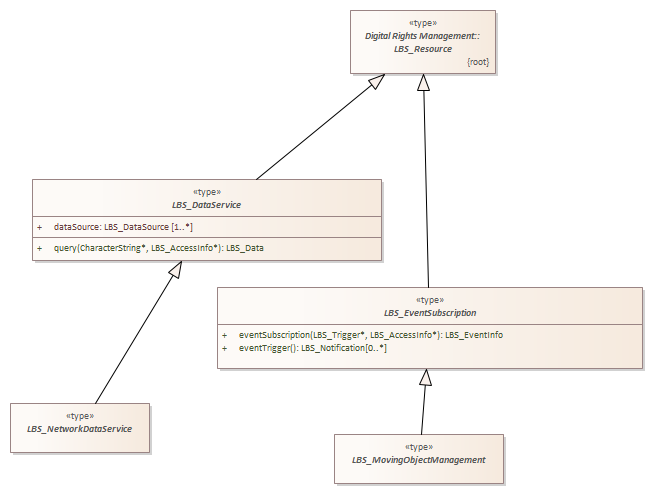 «type»
Digital Rights Management::
LBS_Resource
{root}
«type»
LBS_DataService
+ dataSource: LBS_DataSource [1..*]
+ query(CharacterString*, LBS_AccessInfo*): LBS_Data
«type»
LBS_EventSubscription
+ eventSubscription(LBS_Trigger*, LBS_AccessInfo*): LBS_EventInfo
+ eventTrigger(): LBS_Notification[0..*]
«type»
LBS_NetworkDataService
«type»
LBS_MovingObjectManagement